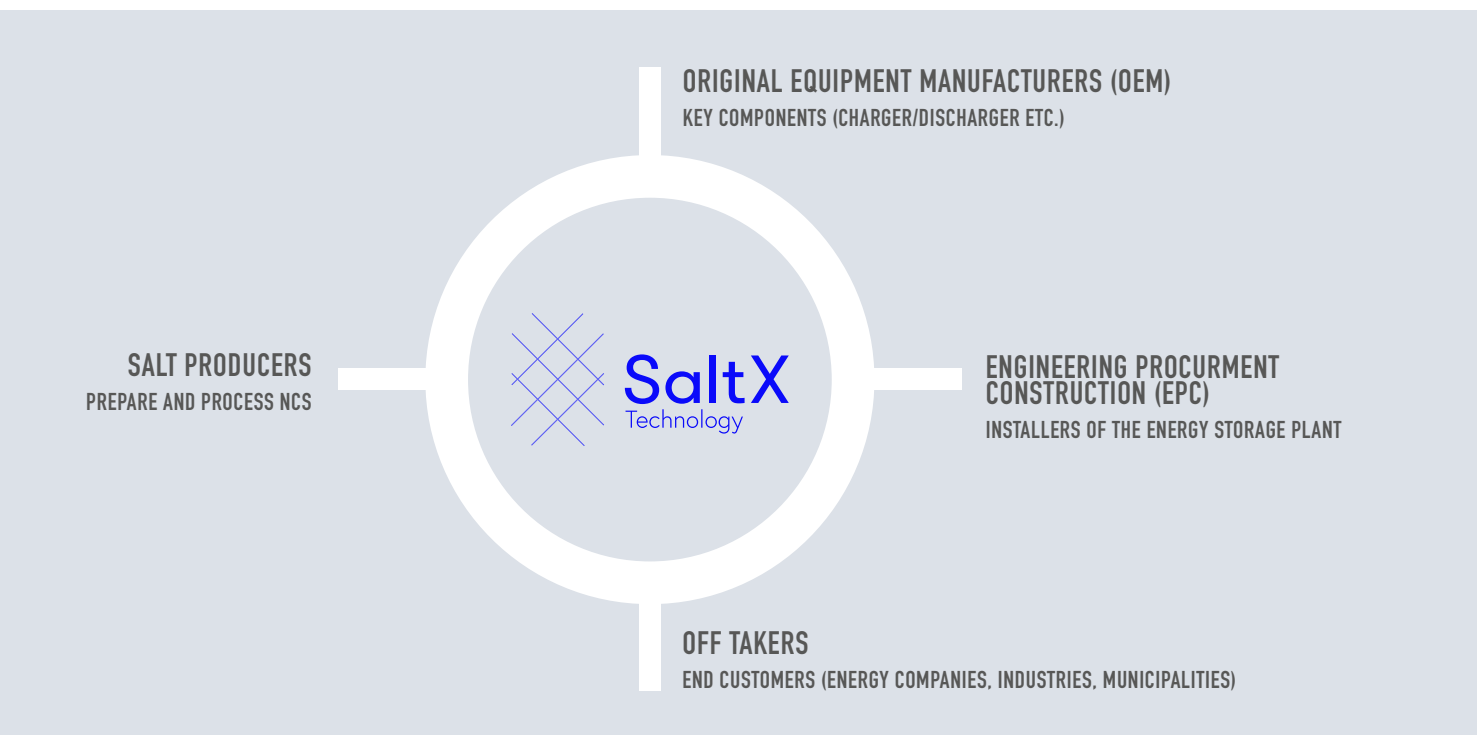 ORIGINAL EQUIPMENT MANUFACTURERS (OEM)
KEY COMPONENTS (CHARGER/DISCHARGER ETC.)
SALT PRODUCERS
PREPARE AND PROCESS NCS
SaltX
Technology
ENGINEERING PROCURMENT
CONSTRUCTION (EPC)
INSTALLERS OF THE ENERGY STORAGE PLANT
OFF TAKERS
END CUSTOMERS (ENERGY COMPANIES, INDUSTRIES, MUNICIPALITIES)